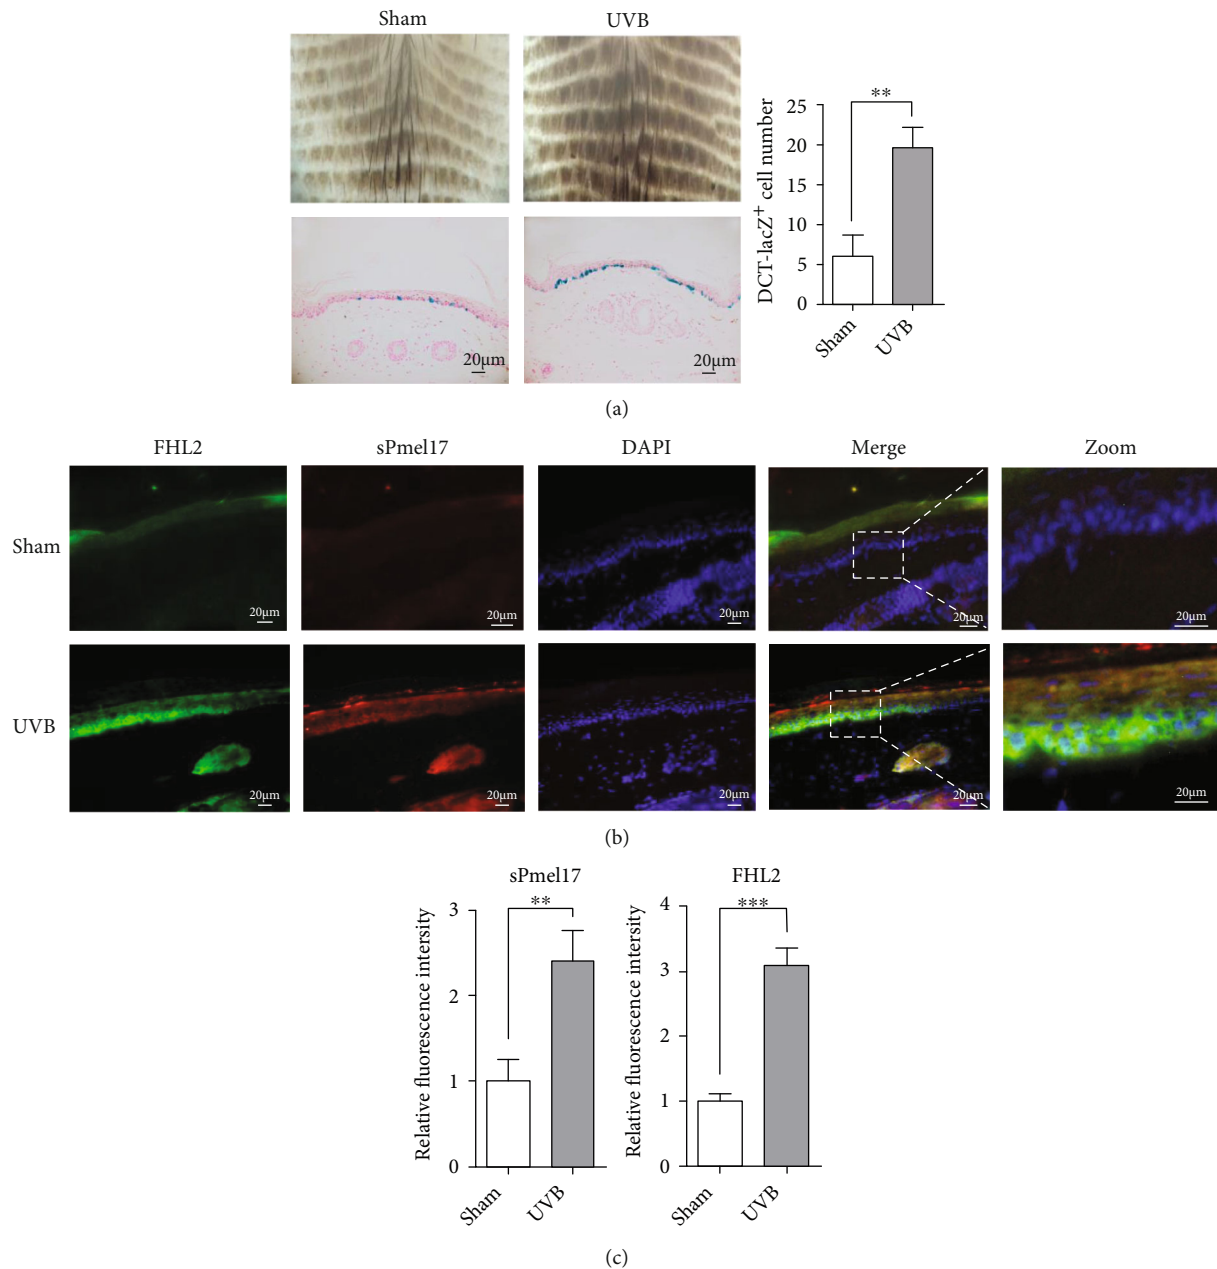 Sham
UVB
20µm
20µm
DCT-lacZ⁺ cell number
25
20
15
10
5
0
**
Sham
UVB
(a)
FHL2
sPmel17
DAPI
Merge
Zoom
Sham
20µm
20µm
20µm
20µm
20µm
UVB
20µm
20µm
20µm
20µm
20µm
(b)
sPmel17
Relative fluorescence intersity
3
2
1
0
**
Sham
UVB
FHL2
Relative fluorescence intersity
4
3
2
1
0
***
Sham
UVB
(c)